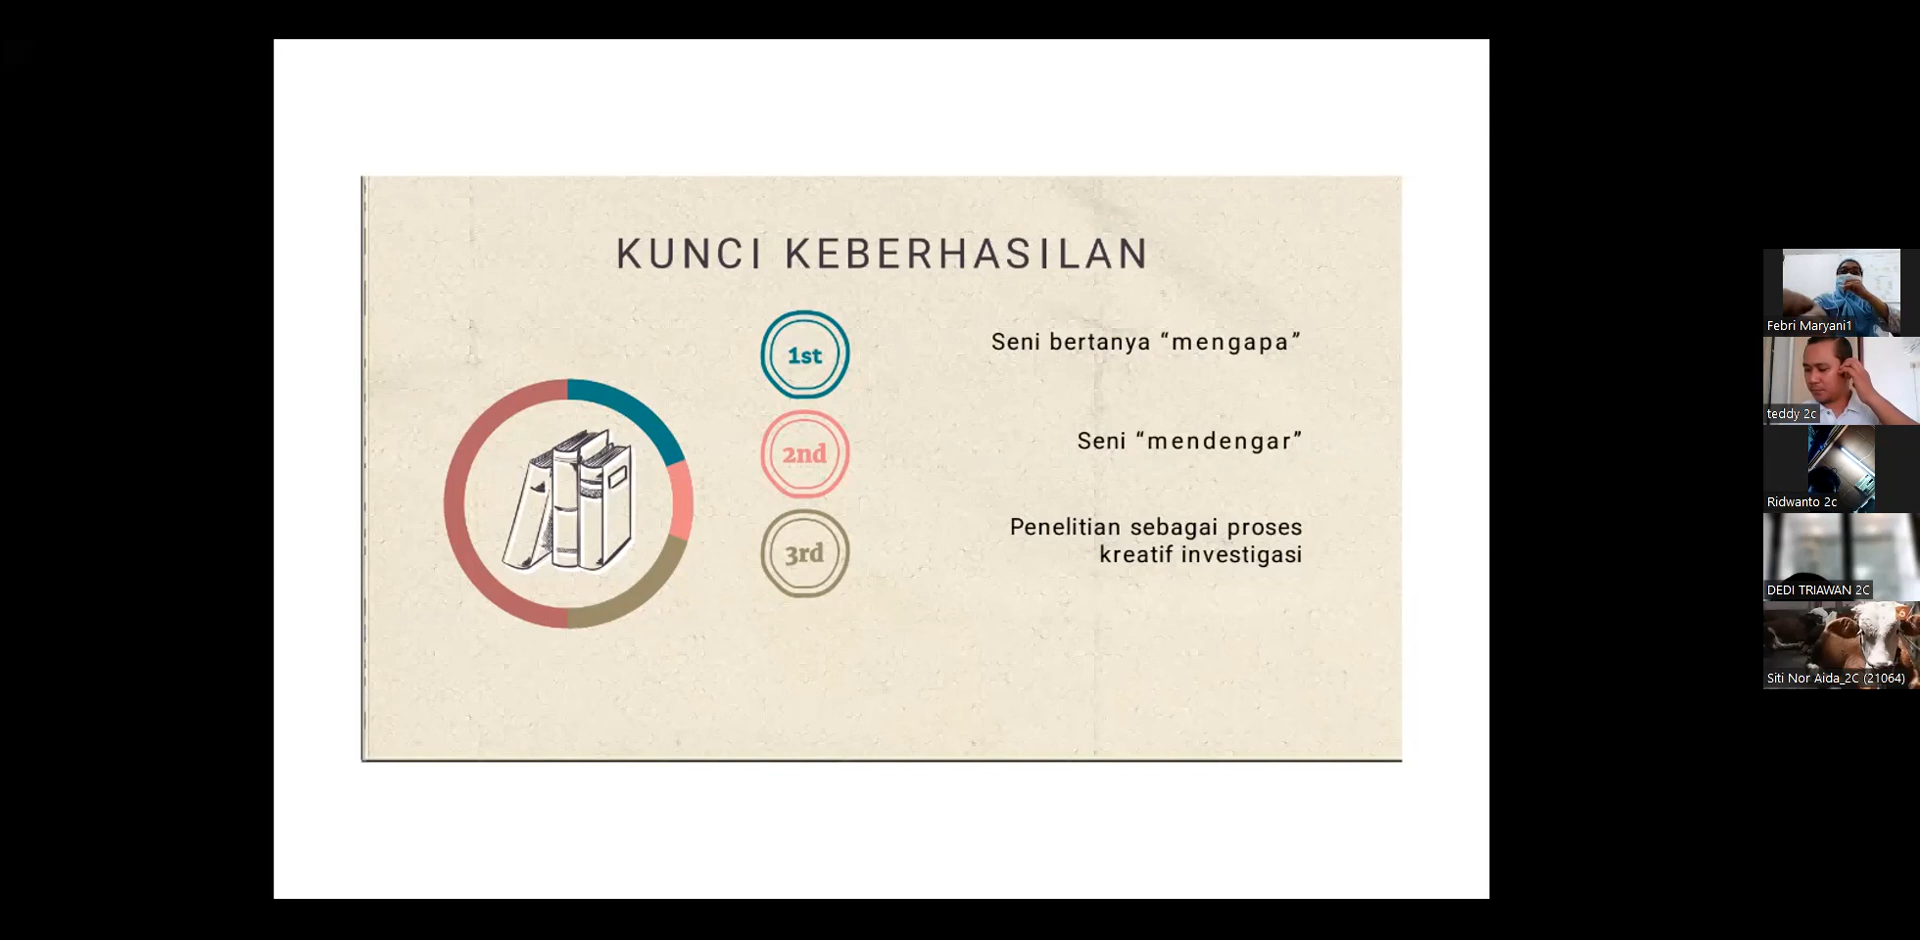 KUNCI KEBERHASILAN
1st
Seni bertanya “mengapa”
2nd
Seni “mendengar”
3rd
Penelitian sebagai proses
kreatif investigasi
Febri Maryani1
teddy 2c
Ridwanto 2c
DEDI TRIAWAN 2C
Siti Nor Aida_2C (21064)